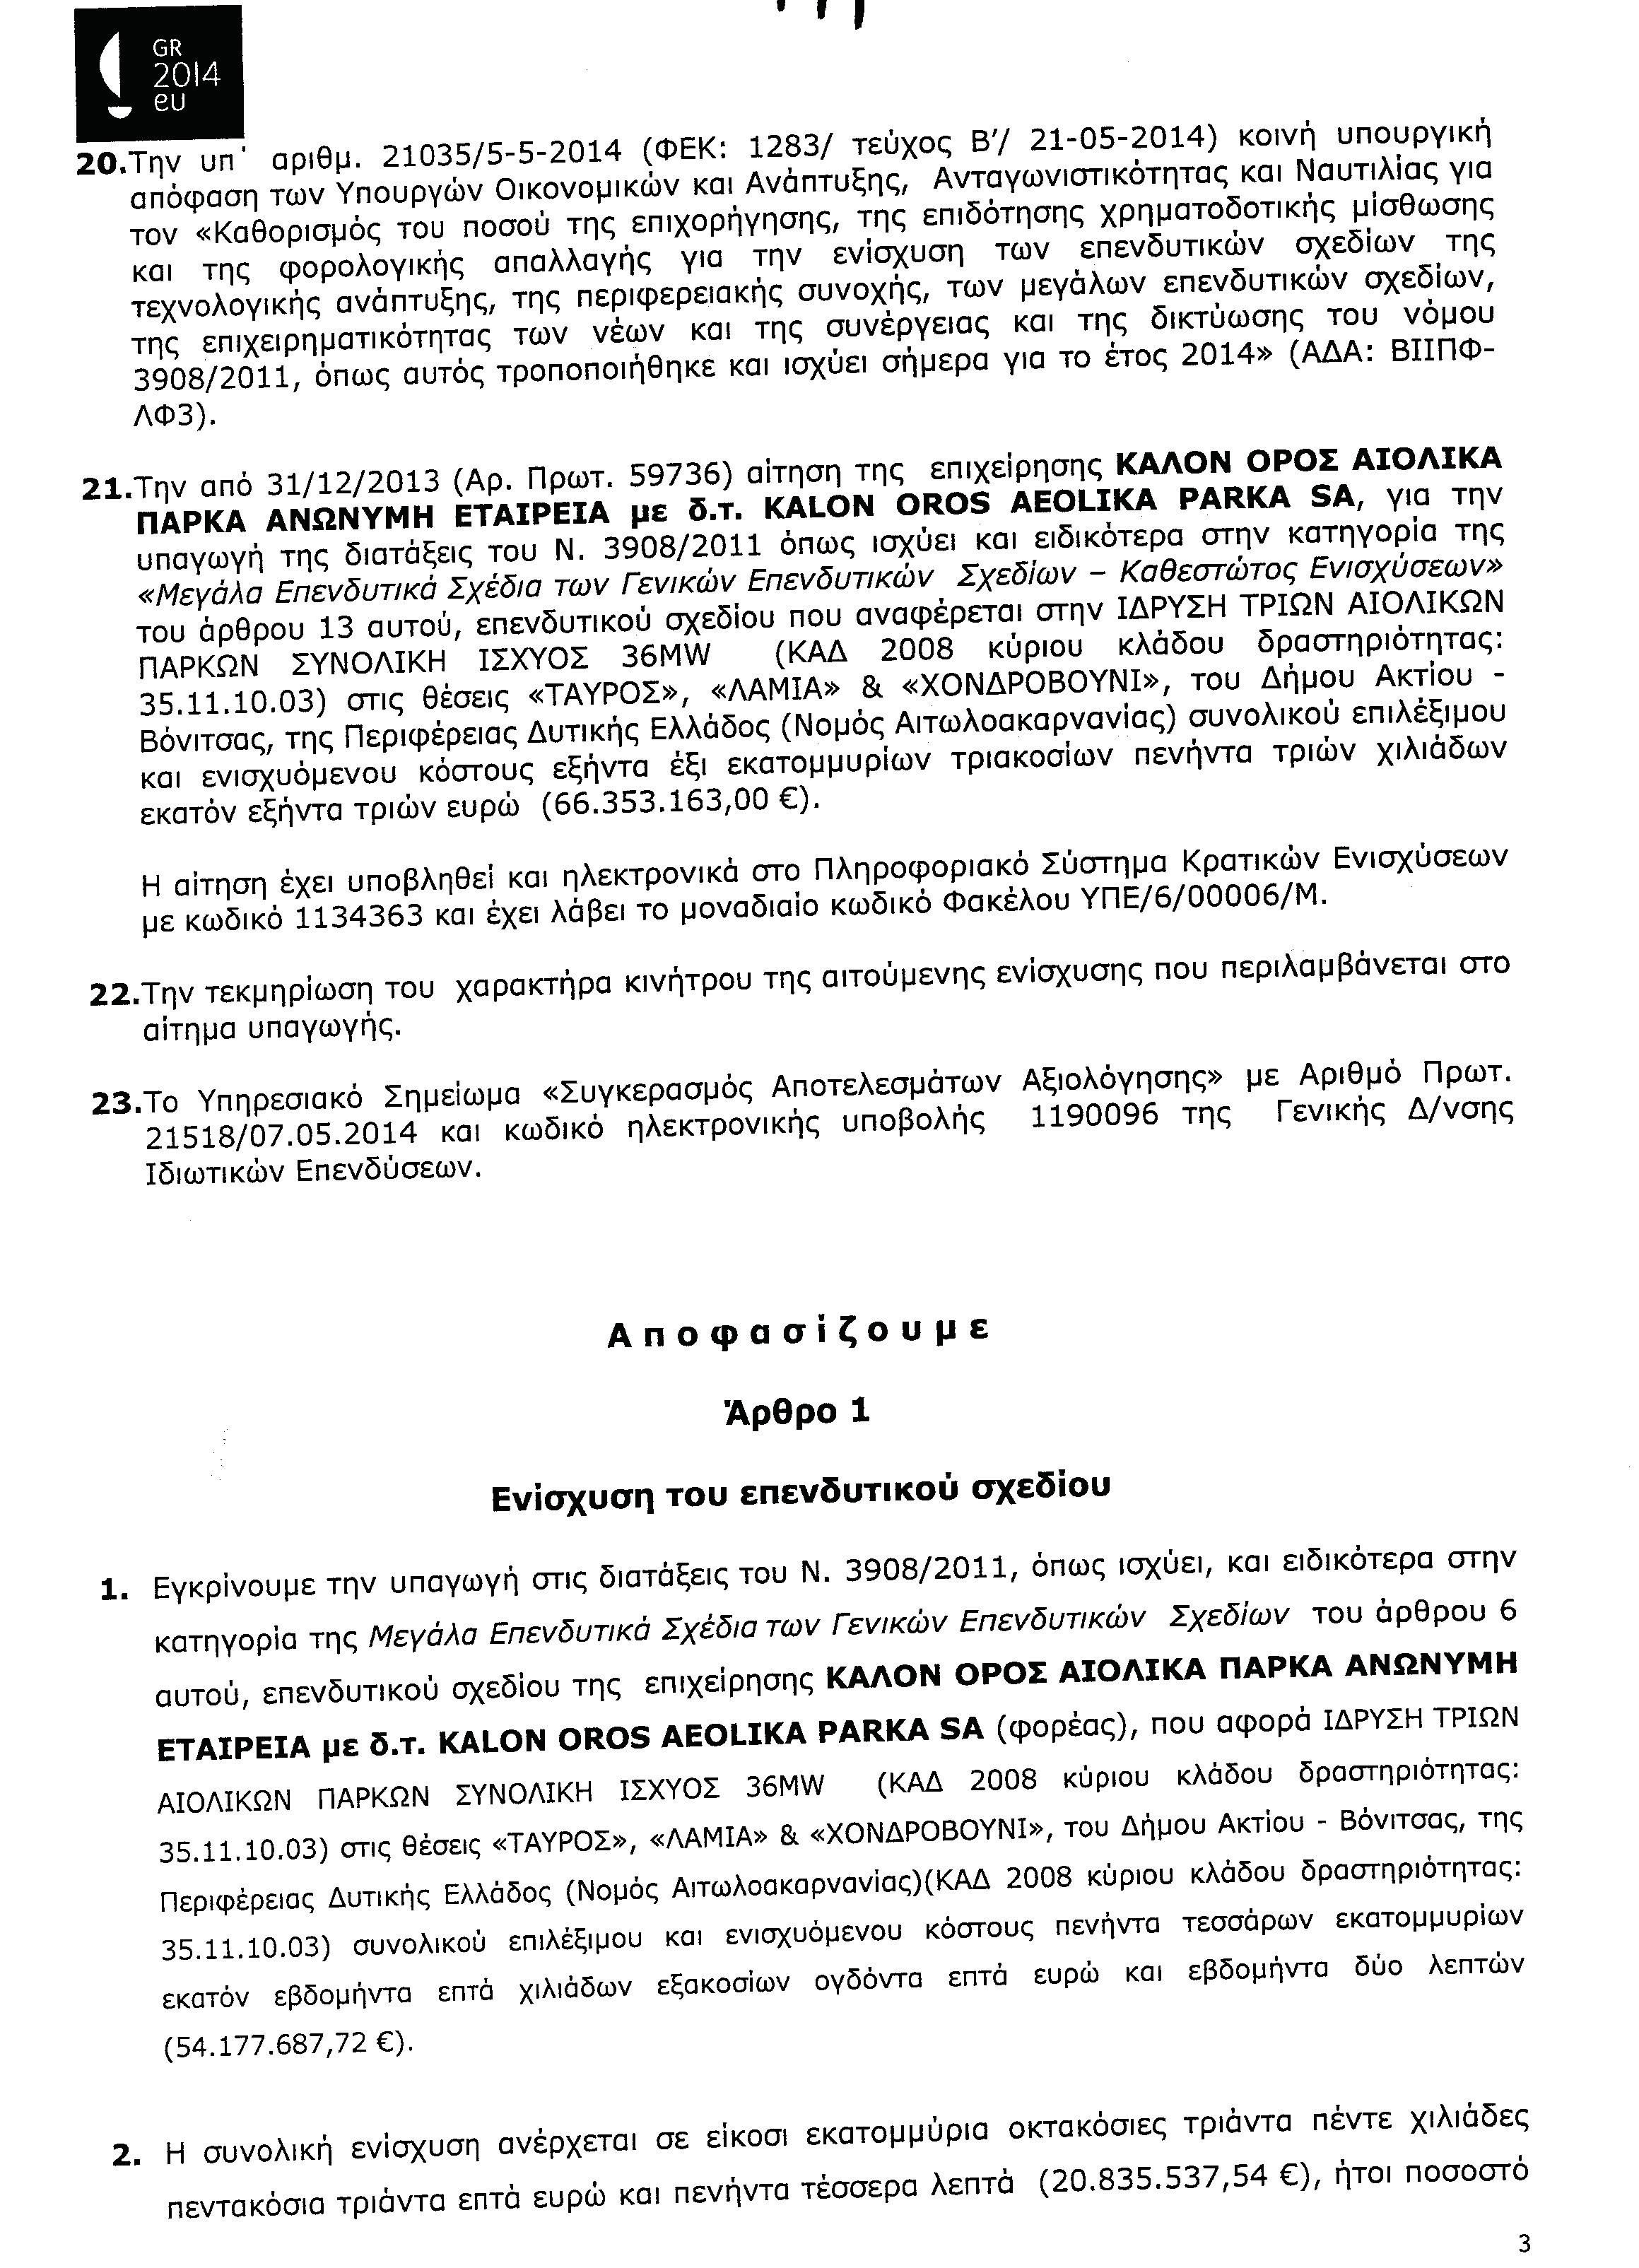 GR
2014
eu
20.Την υπ' αριθμ. 21035/5-5-2014 (ΦΕΚ: 1283/ τεύχος Β'/ 21-05-2014) κοινή υπουργική
απόφαση των Υπουργών Οικονομικών και Ανάπτυξης, Ανταγωνιστικότητας και Ναυτιλίας για
τον «Καθορισμός του ποσού της επιχορήγησης, της επιδότησης χρηματοδοτικής μίσθωσης
και της φορολογικής απαλλαγής για την ενίσχυση των επενδυτικών σχεδίων της
τεχνολογικής ανάπτυξης, της περιφερειακής συνοχής, των μεγάλων επενδυτικών σχεδίων,
της επιχειρηματικότητας των νέων και της συνέργειας και της δικτύωσης του νόμου
3908/2011, όπως αυτός τροποποιήθηκε και ισχύει σήμερα για το έτος 2014» (ΑΔΑ: ΒΙΙΠΦ-
ΛΦ3).
21.Την από 31/12/2013 (Αρ. Πρωτ. 59736) αίτηση της επιχείρησης ΚΑΛΟΝ ΟΡΟΣ ΑΙΟΛΙΚΑ
ΠΑΡΚΑ ΑΝΩΝΥΜΗ ΕΤΑΙΡΕΙΑ με δ.τ. KALON OROS AEOLIKA PARKA SA, για την
υπαγωγή της διατάξεις του Ν. 3908/2011 όπως ισχύει και ειδικότερα στην κατηγορία της
«Μεγάλα Επενδυτικά Σχέδια των Γενικών Επενδυτικών Σχεδίων – Καθεστώτος Ενισχύσεων»
του άρθρου 13 αυτού, επενδυτικού σχεδίου που αναφέρεται στην ΙΔΡΥΣΗ ΤΡΙΩΝ ΑΙΟΛΙΚΩΝ
ΠΑΡΚΩΝ ΣΥΝΟΛΙΚΗ ΙΣΧΥΟΣ 36MW (ΚΑΔ 2008 κύριου κλάδου δραστηριότητας:
35.11.10.03) στις θέσεις «ΤΑΥΡΟΣ», «ΛΑΜΙΑ» & «ΧΟΝΔΡΟΒΟΥΝΙ», του Δήμου Ακτίου -
Βόνιτσας, της Περιφέρειας Δυτικής Ελλάδος (Νομός Αιτωλοακαρνανίας) συνολικού επιλέξιμου
και ενισχυόμενου κόστους εξήντα έξι εκατομμυρίων τριακοσίων πενήντα τριών χιλιάδων
εκατόν εξήντα τριών ευρώ (66.353.163,00 €).
Η αίτηση έχει υποβληθεί και ηλεκτρονικά στο Πληροφοριακό Σύστημα Κρατικών Ενισχύσεων
με κωδικό 1134363 και έχει λάβει το μοναδιαίο κωδικό Φακέλου ΥΠΕ/6/00006/Μ.
22.Την τεκμηρίωση του χαρακτήρα κινήτρου της αιτούμενης ενίσχυσης που περιλαμβάνεται στο
αίτημα υπαγωγής.
23.Το Υπηρεσιακό Σημείωμα «Συγκερασμός Αποτελεσμάτων Αξιολόγησης» με Αριθμό Πρωτ.
21518/07.05.2014 και κωδικό ηλεκτρονικής υποβολής 1190096 της Γενικής Δ/νσης
Ιδιωτικών Επενδύσεων.
Α π ο φ α σ ί ζ ο υ μ ε
Άρθρο 1
Ενίσχυση του επενδυτικού σχεδίου
1. Εγκρίνουμε την υπαγωγή στις διατάξεις του Ν. 3908/2011, όπως ισχύει, και ειδικότερα στην
κατηγορία της Μεγάλα Επενδυτικά Σχέδια των Γενικών Επενδυτικών Σχεδίων του άρθρου 6
αυτού, επενδυτικού σχεδίου της επιχείρησης ΚΑΛΟΝ ΟΡΟΣ ΑΙΟΛΙΚΑ ΠΑΡΚΑ ΑΝΩΝΥΜΗ
ΕΤΑΙΡΕΙΑ με δ.τ. KALON OROS AEOLIKA PARKA SA (φορέας), που αφορά ΙΔΡΥΣΗ ΤΡΙΩΝ
ΑΙΟΛΙΚΩΝ ΠΑΡΚΩΝ ΣΥΝΟΛΙΚΗ ΙΣΧΥΟΣ 36MW (ΚΑΔ 2008 κύριου κλάδου δραστηριότητας:
35.11.10.03) στις θέσεις «ΤΑΥΡΟΣ», «ΛΑΜΙΑ» & «ΧΟΝΔΡΟΒΟΥΝΙ», του Δήμου Ακτίου - Βόνιτσας, της
Περιφέρειας Δυτικής Ελλάδος (Νομός Αιτωλοακαρνανίας)(ΚΑΔ 2008 κύριου κλάδου δραστηριότητας:
35.11.10.03) συνολικού επιλέξιμου και ενισχυόμενου κόστους πενήντα τεσσάρων εκατομμυρίων
εκατόν εβδομήντα επτά χιλιάδων εξακοσίων ογδόντα επτά ευρώ και εβδομήντα δύο λεπτών
(54.177.687,72 €).
2. Η συνολική ενίσχυση ανέρχεται σε είκοσι εκατομμύρια οκτακόσιες τριάντα πέντε χιλιάδες
πεντακόσια τριάντα επτά ευρώ και πενήντα τέσσερα λεπτά (20.835.537,54 €), ήτοι ποσοστό
3